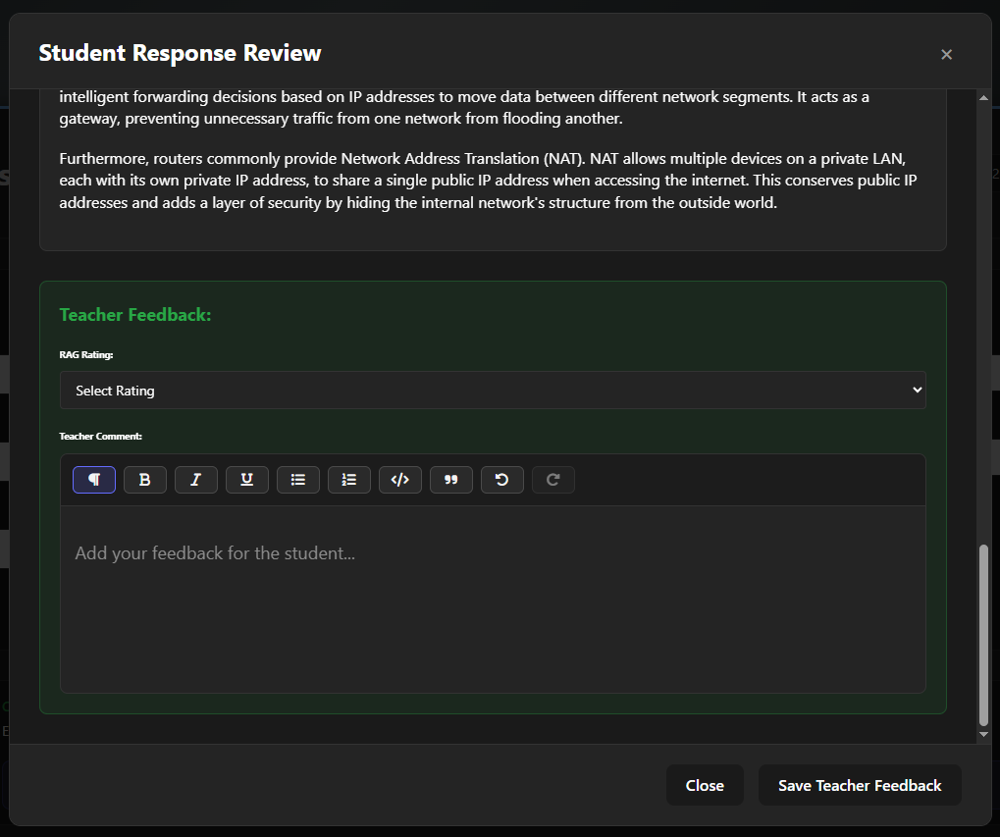 Student Response Review
×
intelligent forwarding decisions based on IP addresses to move data between different network segments. It acts as a
gateway, preventing unnecessary traffic from one network from flooding another.
Furthermore, routers commonly provide Network Address Translation (NAT). NAT allows multiple devices on a private LAN,
each with its own private IP address, to share a single public IP address when accessing the internet. This conserves public IP
addresses and adds a layer of security by hiding the internal network's structure from the outside world.
Teacher Feedback:
RAG Rating:
Select Rating
Teacher Comment:
¶ B I U </> ❞
Add your feedback for the student...
Close Save Teacher Feedback